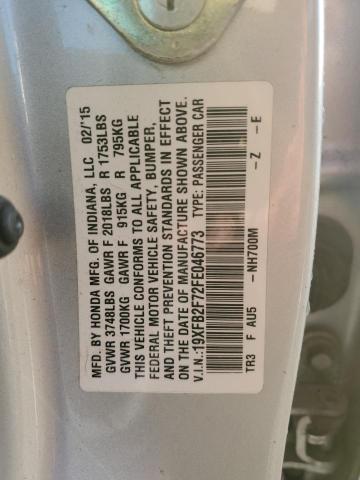 MFD. BY HONDA MFG. OF INDIANA, LLC 02/'15
GVWR 3748LBS GAWR F 2018LBS R 1753LBS
GVWR 1700KG GAWR F 915KG R 795KG
THIS VEHICLE CONFORMS TO ALL APPLICABLE
FEDERAL MOTOR VEHICLE SAFETY, BUMPER,
AND THEFT PREVENTION STANDARDS IN EFFECT
ON THE DATE OF MANUFACTURE SHOWN ABOVE.
V.I.N.:19XFB2F72FE046773 TYPE: PASSENGER CAR
TR3 F AU5 -NH700M -Z -E